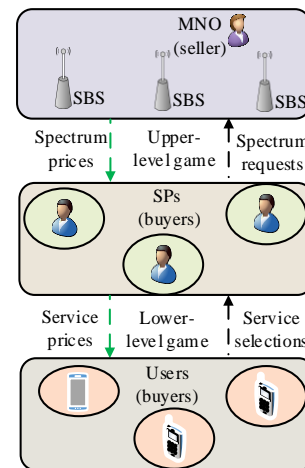 MNO
(seller)
SBS
SBS
SBS
Spectrum
prices
Upper-
level game
Spectrum
requests
SPs
(buyers)
Service
prices
Lower-
level game
Service
selections
Users
(buyers)